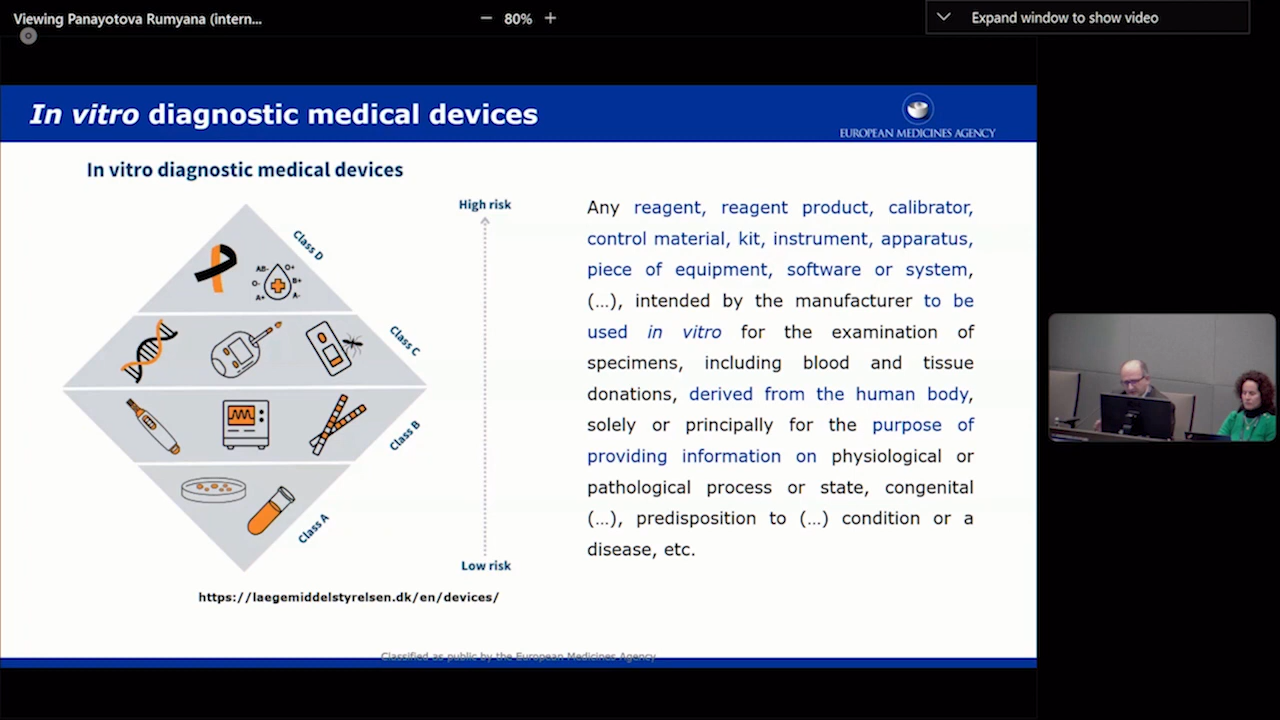 Viewing Panayotova Rumyana (intern...
80%
Expand window to show video
In vitro diagnostic medical devices
EUROPEAN MEDICINES AGENCY
In vitro diagnostic medical devices
High risk
Class D
AB-
O+
O-
B+
A+
A-
Class C
Class B
Class A
Low risk
https://laegemiddelstyrelsen.dk/en/devices/
Any reagent, reagent product, calibrator,
control material, kit, instrument, apparatus,
piece of equipment, software or system,
(...), intended by the manufacturer to be
used in vitro for the examination of
specimens, including blood and tissue
donations, derived from the human body,
solely or principally for the purpose of
providing information on physiological or
pathological process or state, congenital
(...), predisposition to (...) condition or a
disease, etc.
Classified as public by the European Medicines Agency